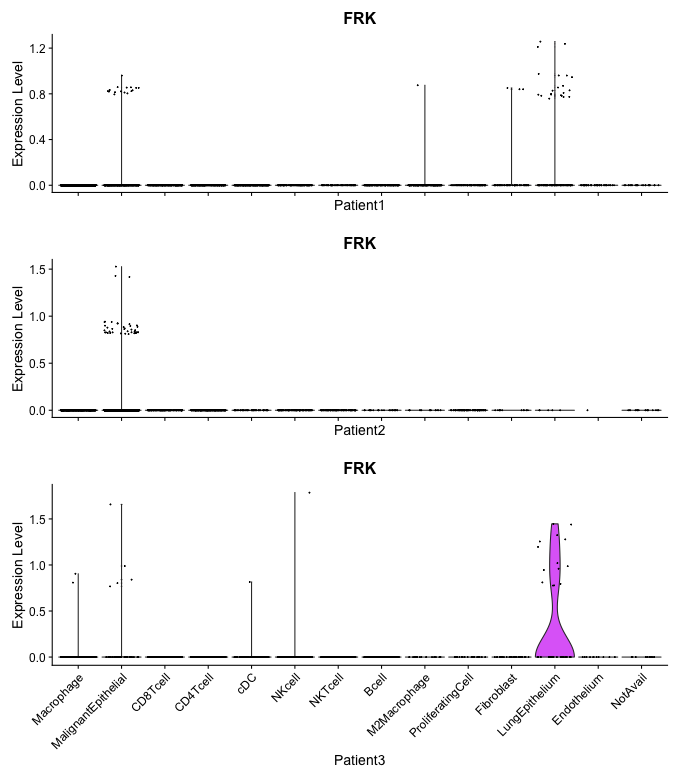 FRK
Expression Level
1.2
0.8
0.4
0.0
Patient1
FRK
Expression Level
1.5
1.0
0.5
0.0
Patient2
FRK
Expression Level
1.5
1.0
0.5
0.0
Macrophage
MalignantEpithelial
CD8Tcell
CD4Tcell
cDC
NKcell
NKTcell
Bcell
M2Macrophage
ProliferatingCell
Fibroblast
LungEpithelium
Endothelium
NotAvail
Patient3